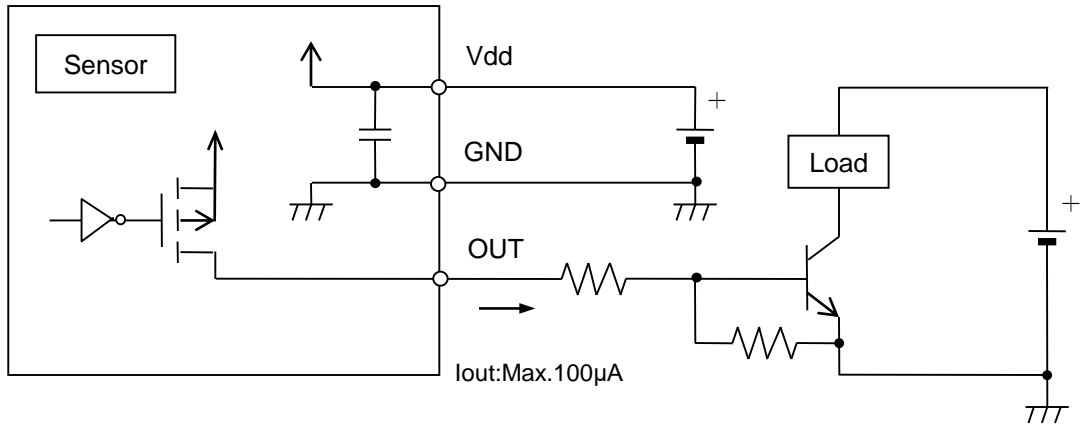 Vdd
Sensor
+
GND
Load
+
OUT
Iout:Max.100µA